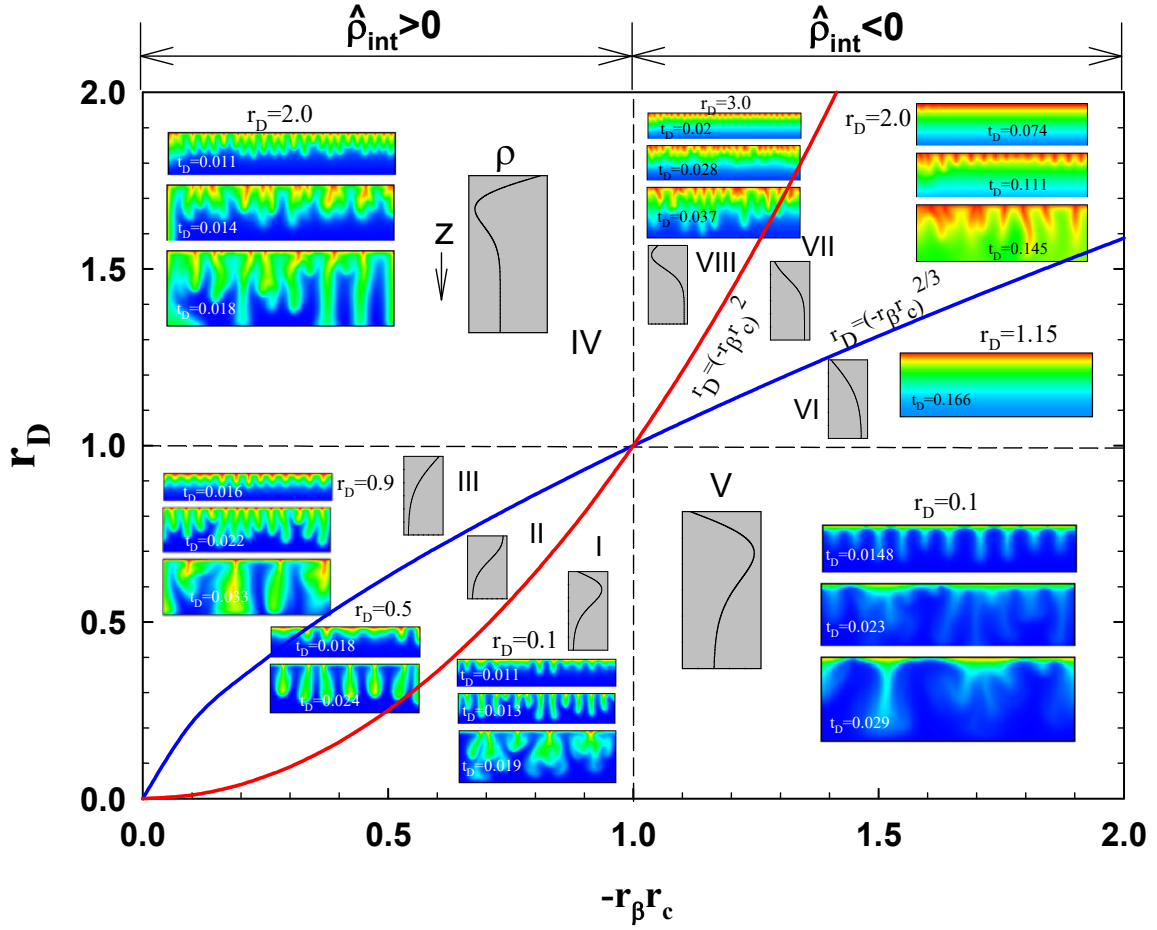 ρ̂int>0
ρ̂int<0
2.0
1.5
1.0
0.5
0.0
rD
0.0
0.5
1.0
1.5
2.0
-rβrc
rD=2.0
tD=0.011
tD=0.014
tD=0.018
ρ
z
IV
rD=3.0
tD=0.02
tD=0.028
tD=0.037
VIII
VII
rD=(-rβrc)2
rD=2.0
tD=0.074
tD=0.111
tD=0.145
rD=(-rβrc)2/3
rD=1.15
tD=0.166
VI
rD=0.9
tD=0.016
tD=0.022
tD=0.033
III
II
I
rD=0.5
tD=0.018
tD=0.024
rD=0.1
tD=0.011
tD=0.013
tD=0.019
V
rD=0.1
tD=0.0148
tD=0.023
tD=0.029